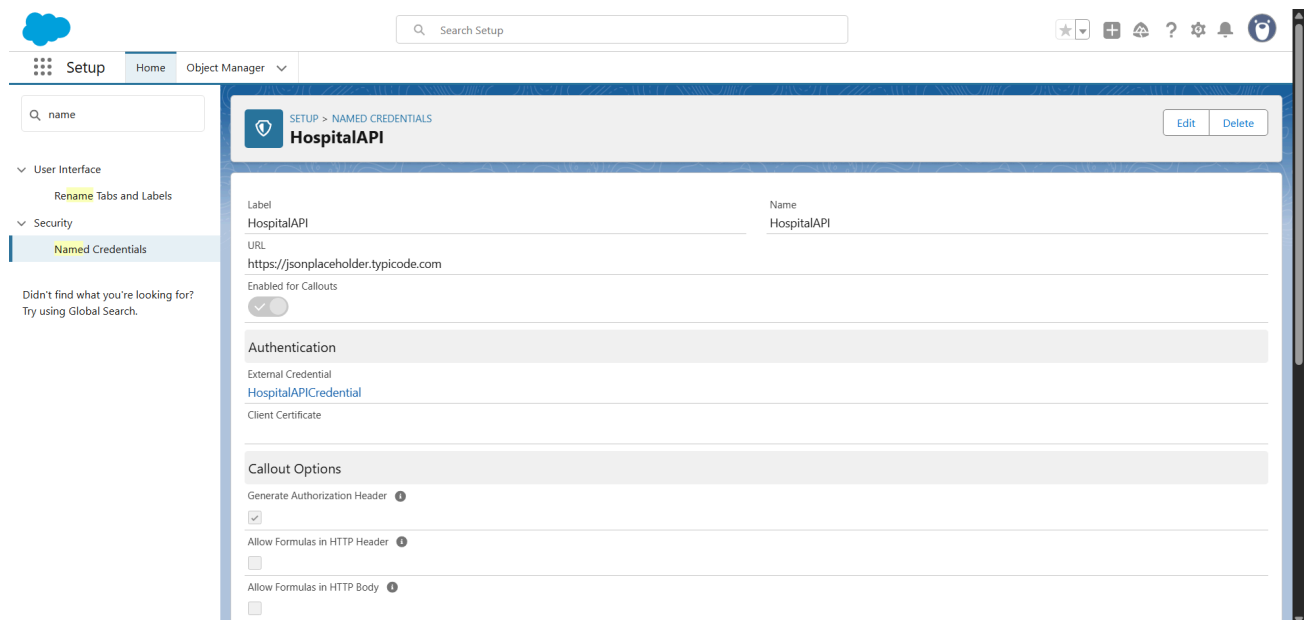 Search Setup
Setup
Home
Object Manager
name
User Interface
Rename Tabs and Labels
Security
Named Credentials
Didn't find what you're looking for?
Try using Global Search.
SETUP > NAMED CREDENTIALS
HospitalAPI
Edit
Delete
Label
HospitalAPI
Name
HospitalAPI
URL
https://jsonplaceholder.typicode.com
Enabled for Callouts
Authentication
External Credential
HospitalAPICredential
Client Certificate
Callout Options
Generate Authorization Header
Allow Formulas in HTTP Header
Allow Formulas in HTTP Body